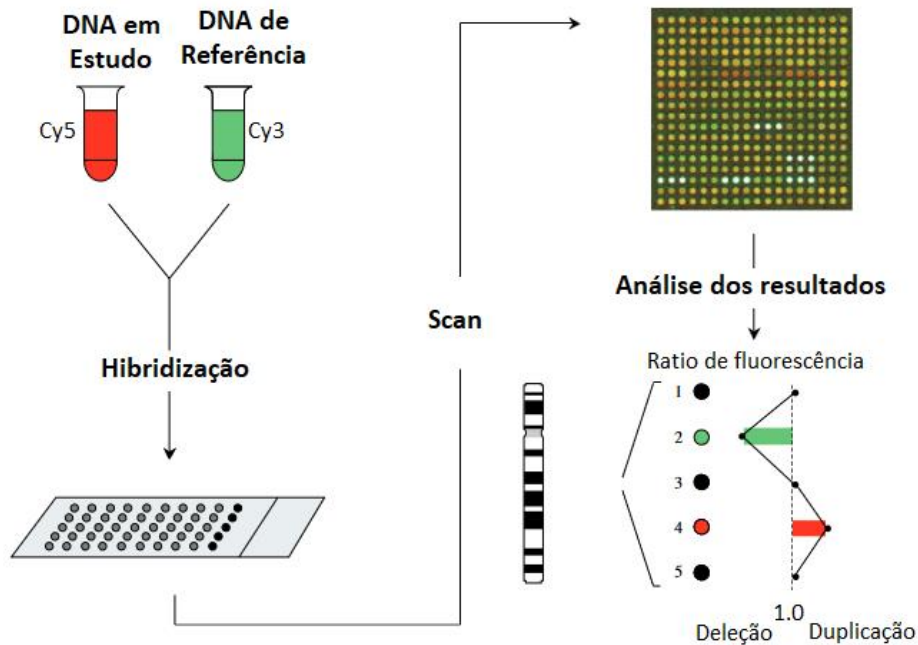 DNA em
Estudo
DNA de
Referência
Cy5
Cy3
Hibridização
Scan
Análise dos resultados
Ratio de fluorescência
1
2
3
4
5
1.0
Deleção
Duplicação